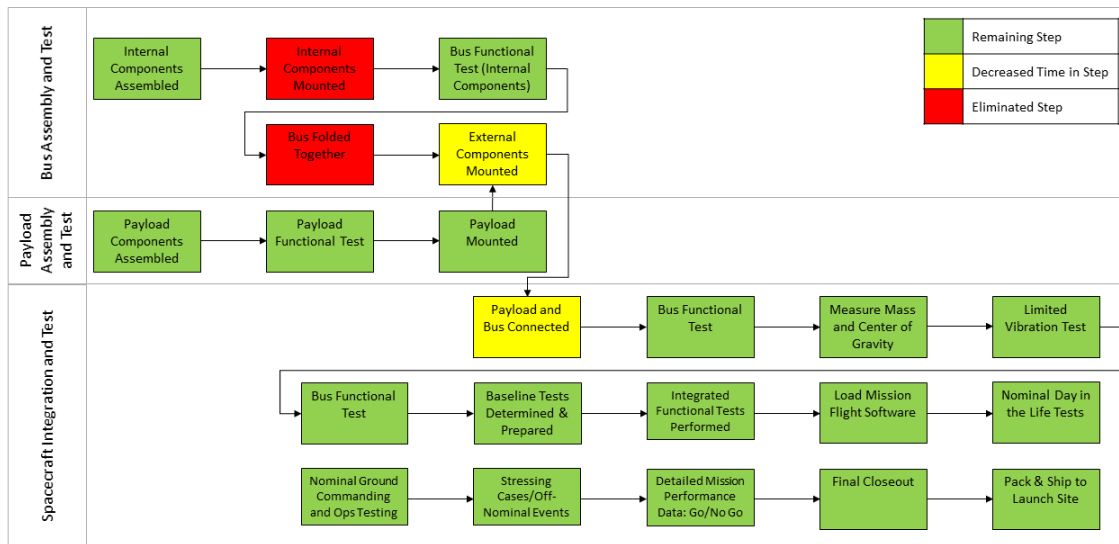 Bus Assembly and Test
Internal
Components
Assembled
Internal
Components
Mounted
Bus Functional
Test (Internal
Components)
Bus Folded
Together
External
Components
Mounted
Remaining Step
Decreased Time in Step
Eliminated Step
Payload
Assembly
and Test
Payload
Components
Assembled
Payload
Functional Test
Payload
Mounted
Spacecraft Integration and Test
Payload and
Bus Connected
Bus Functional
Test
Measure Mass
and Center of
Gravity
Limited
Vibration Test
Bus Functional
Test
Baseline Tests
Determined &
Prepared
Integrated
Functional Tests
Performed
Load Mission
Flight Software
Nominal Day in
the Life Tests
Nominal Ground
Commanding
and Ops Testing
Stressing
Cases/Off-
Nominal Events
Detailed Mission
Performance
Data: Go/No Go
Final Closeout
Pack & Ship to
Launch Site